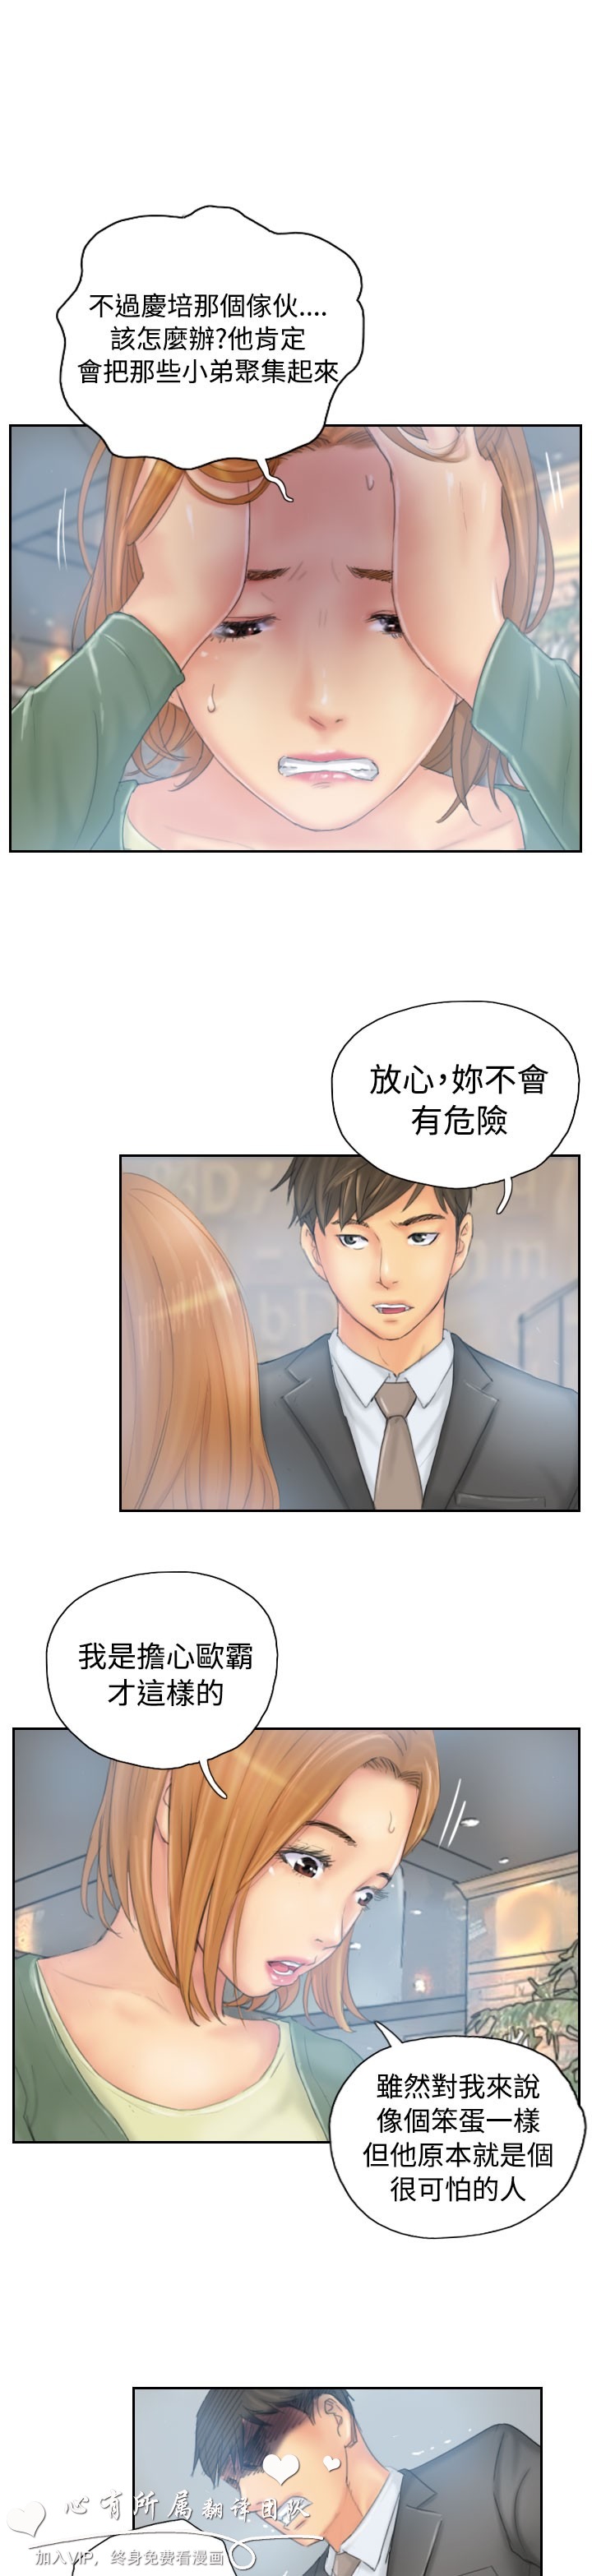 不過慶培那個傢伙....
該怎麼辦?他肯定
會把那些小弟聚集起來
放心,妳不會
有危險
我是擔心歐霸
才這樣的
雖然對我來說
像個笨蛋一樣
但他原本就是個
很可怕的人
心有所属翻译团队
加入VIP，终身免费看漫画